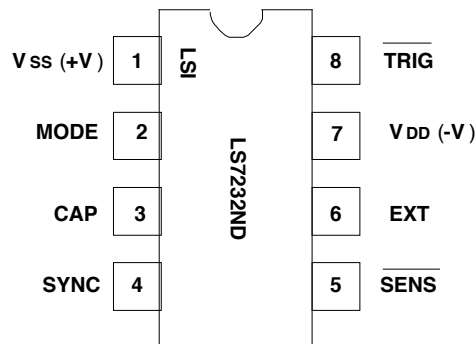 V SS (+V) 1 LSI 8 TRIG
MODE 2 7 V DD (-V)
LS7232ND
CAP 3 6 EXT
SYNC 4 5 SENS